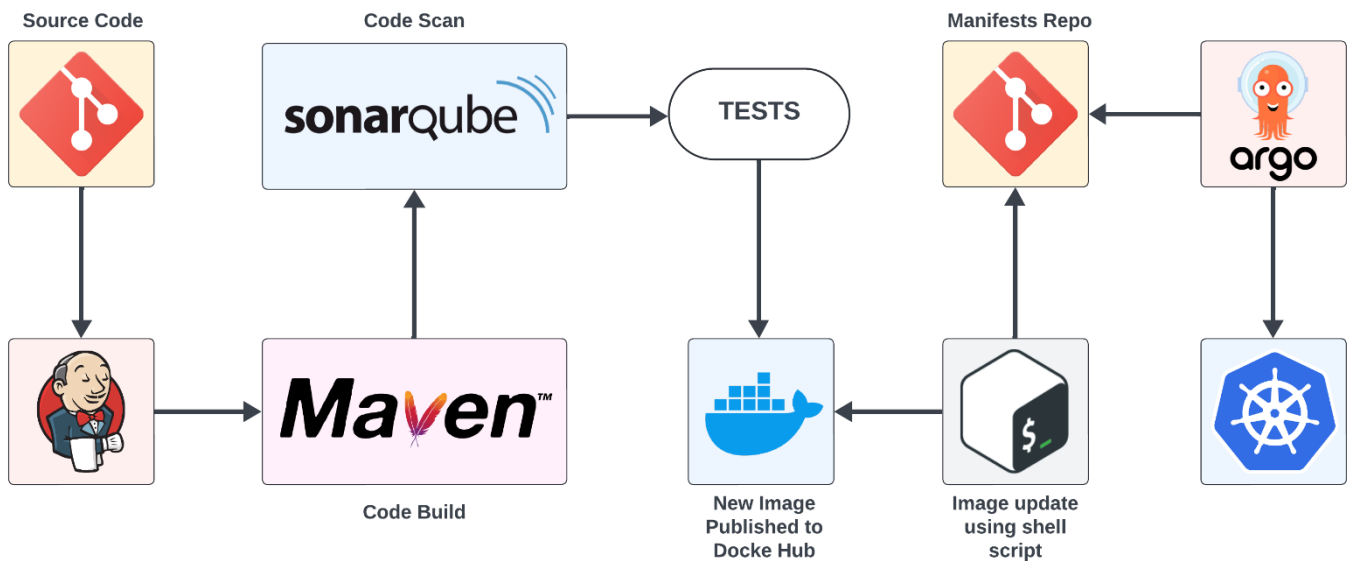 Source Code
Code Scan
Manifests Repo
sonarqube
TESTS
argo
Maven™
$_
Code Build
New Image
Published to
Docke Hub
Image update
using shell
script